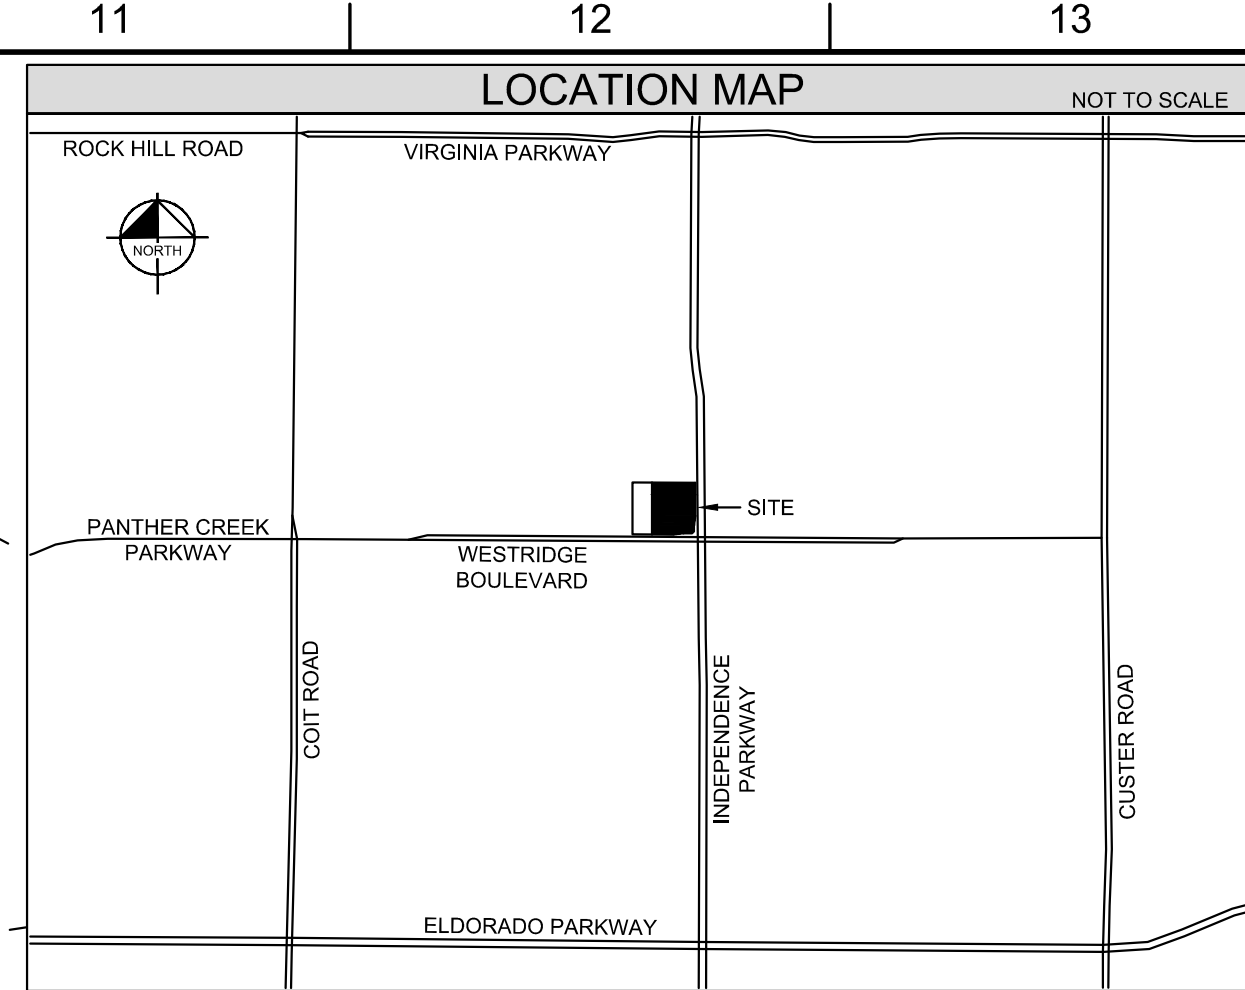 11 12 13
LOCATION MAP
NOT TO SCALE
ROCK HILL ROAD
VIRGINIA PARKWAY
NORTH
SITE
PANTHER CREEK
PARKWAY
WESTRIDGE
BOULEVARD
COIT ROAD
INDEPENDENCE
PARKWAY
CUSTER ROAD
ELDORADO PARKWAY